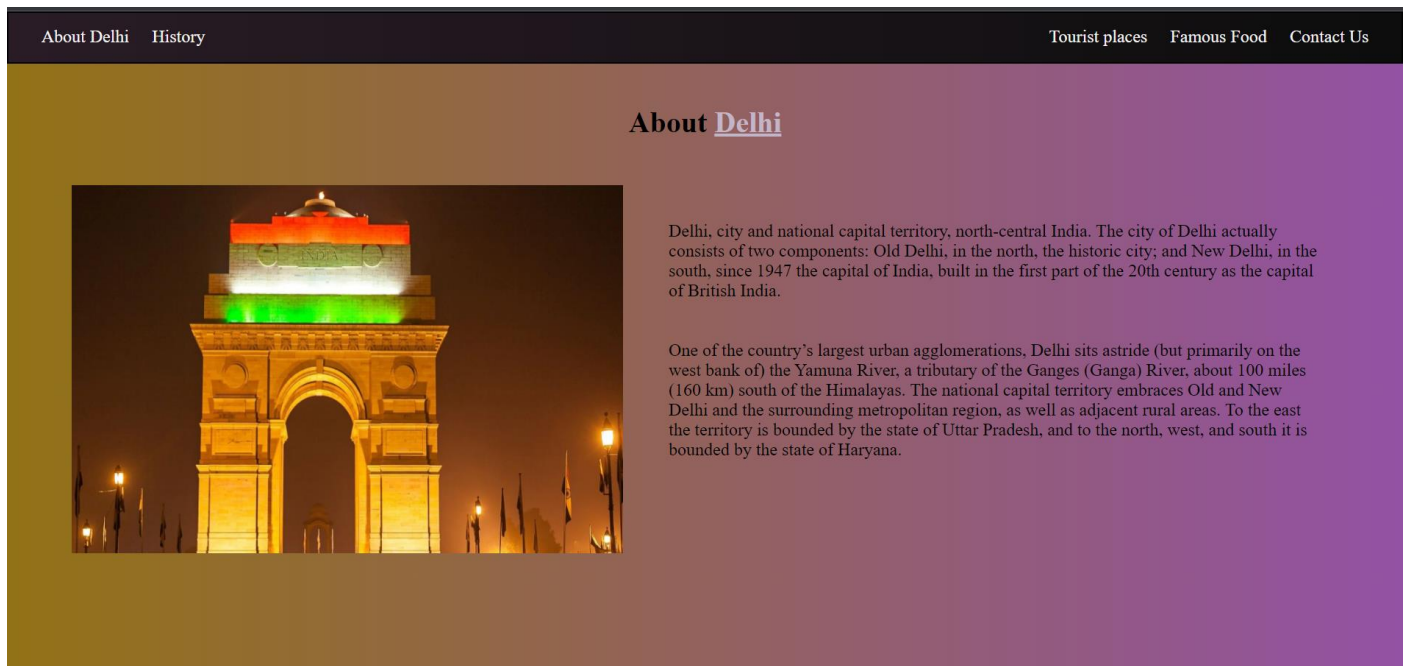 About Delhi History Tourist places Famous Food Contact Us
About Delhi
INDIA
Delhi, city and national capital territory, north-central India. The city of Delhi actually
consists of two components: Old Delhi, in the north, the historic city; and New Delhi, in the
south, since 1947 the capital of India, built in the first part of the 20th century as the capital
of British India.
One of the country’s largest urban agglomerations, Delhi sits astride (but primarily on the
west bank of) the Yamuna River, a tributary of the Ganges (Ganga) River, about 100 miles
(160 km) south of the Himalayas. The national capital territory embraces Old and New
Delhi and the surrounding metropolitan region, as well as adjacent rural areas. To the east
the territory is bounded by the state of Uttar Pradesh, and to the north, west, and south it is
bounded by the state of Haryana.